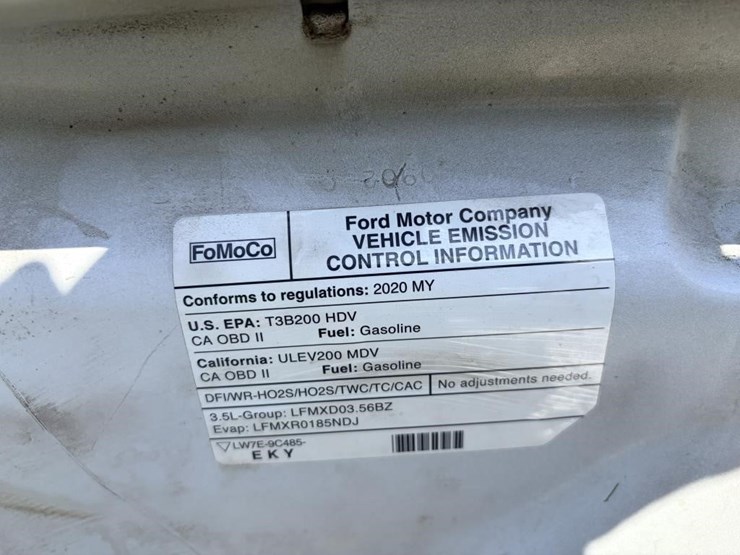 FoMoCo
Ford Motor Company
VEHICLE EMISSION
CONTROL INFORMATION
Conforms to regulations: 2020 MY
U.S. EPA: T3B200 HDV
CA OBD II Fuel: Gasoline
California: ULEV200 MDV
CA OBD II Fuel: Gasoline
DFI/WR-HO2S/HO2S/TWC/TC/CAC No adjustments needed.
3.5L-Group: LFMXD03.56BZ
Evap: LFMXR0185NDJ
LW7E-9C485-
EKY